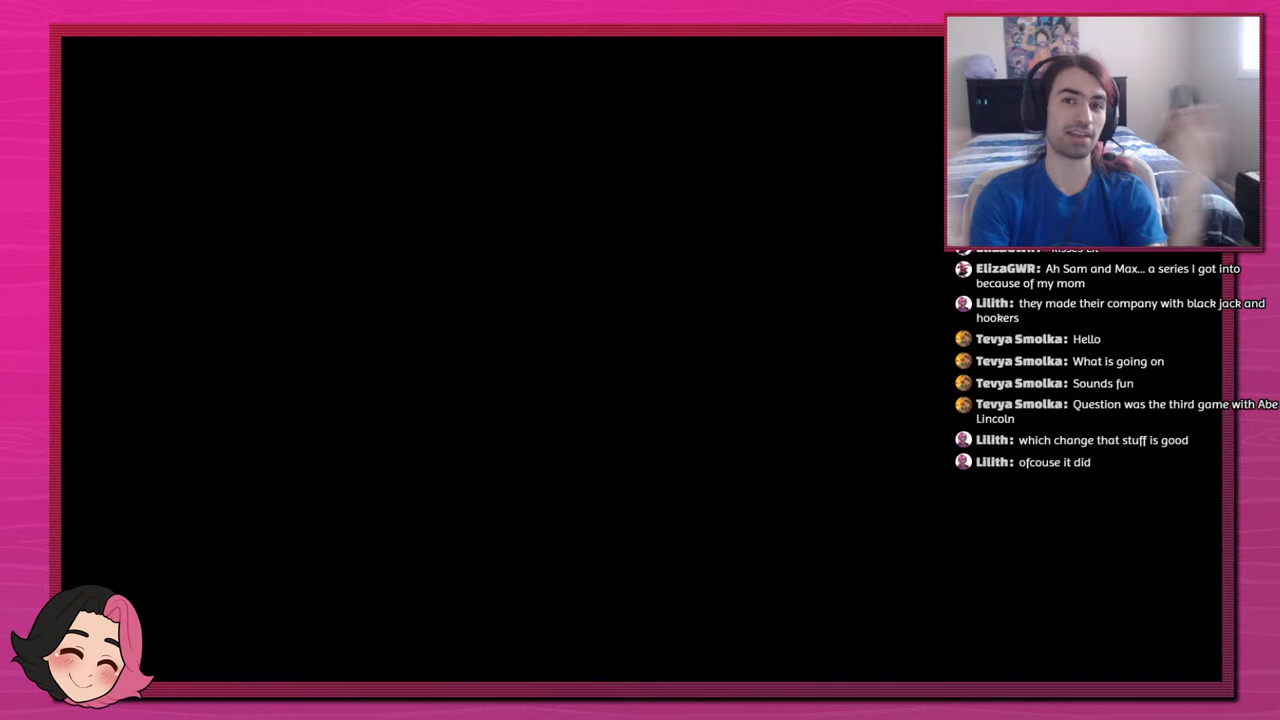 ElizaGWR: Ah Sam and Max... a series I got into
because of my mom
Lilith: they made their company with black jack and
hookers
Tevya Smolka: Hello
Tevya Smolka: What is going on
Tevya Smolka: Sounds fun
Tevya Smolka: Question was the third game with Abe
Lincoln
Lilith: which change that stuff is good
Lilith: ofcouse it did